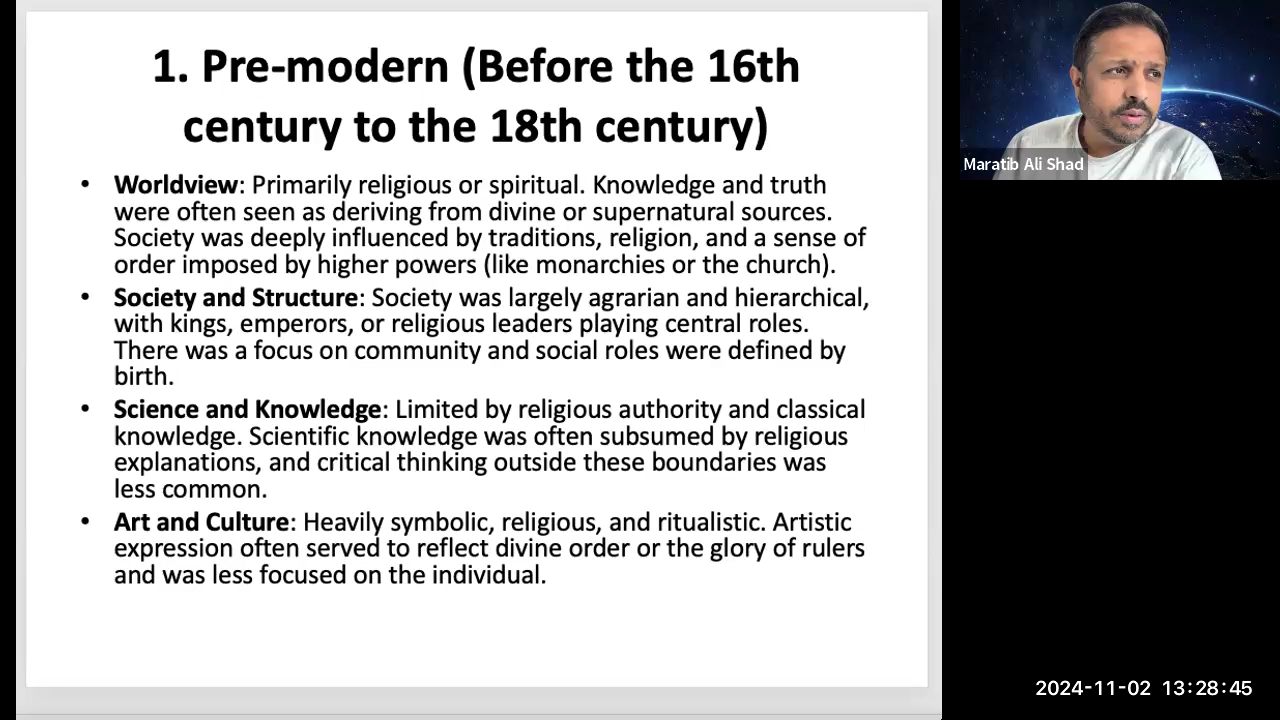 1. Pre-modern (Before the 16th
century to the 18th century)
• Worldview: Primarily religious or spiritual. Knowledge and truth
were often seen as deriving from divine or supernatural sources.
Society was deeply influenced by traditions, religion, and a sense of
order imposed by higher powers (like monarchies or the church).
• Society and Structure: Society was largely agrarian and hierarchical,
with kings, emperors, or religious leaders playing central roles.
There was a focus on community and social roles were defined by
birth.
• Science and Knowledge: Limited by religious authority and classical
knowledge. Scientific knowledge was often subsumed by religious
explanations, and critical thinking outside these boundaries was
less common.
• Art and Culture: Heavily symbolic, religious, and ritualistic. Artistic
expression often served to reflect divine order or the glory of rulers
and was less focused on the individual.
Maratib Ali Shad
2024-11-02 13:28:45